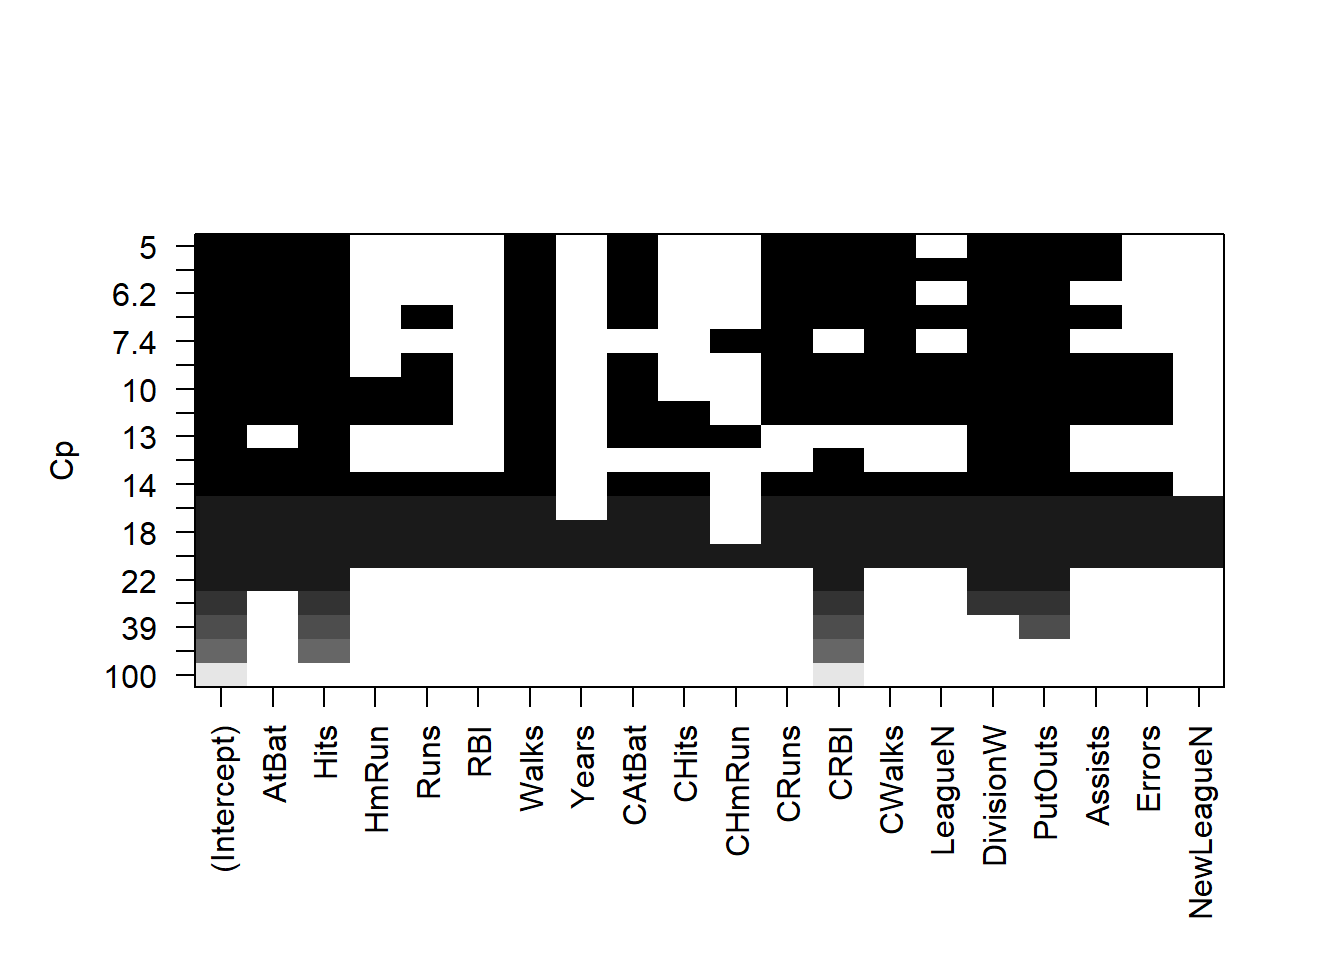 5
6.2
7.4
10
13
14
18
22
39
100
Cp
(Intercept)
AtBat
Hits
HmRun
Runs
RBI
Walks
Years
CAtBat
CHits
CHmRun
CRuns
CRBI
CWalks
LeagueN
DivisionW
PutOuts
Assists
Errors
NewLeagueN